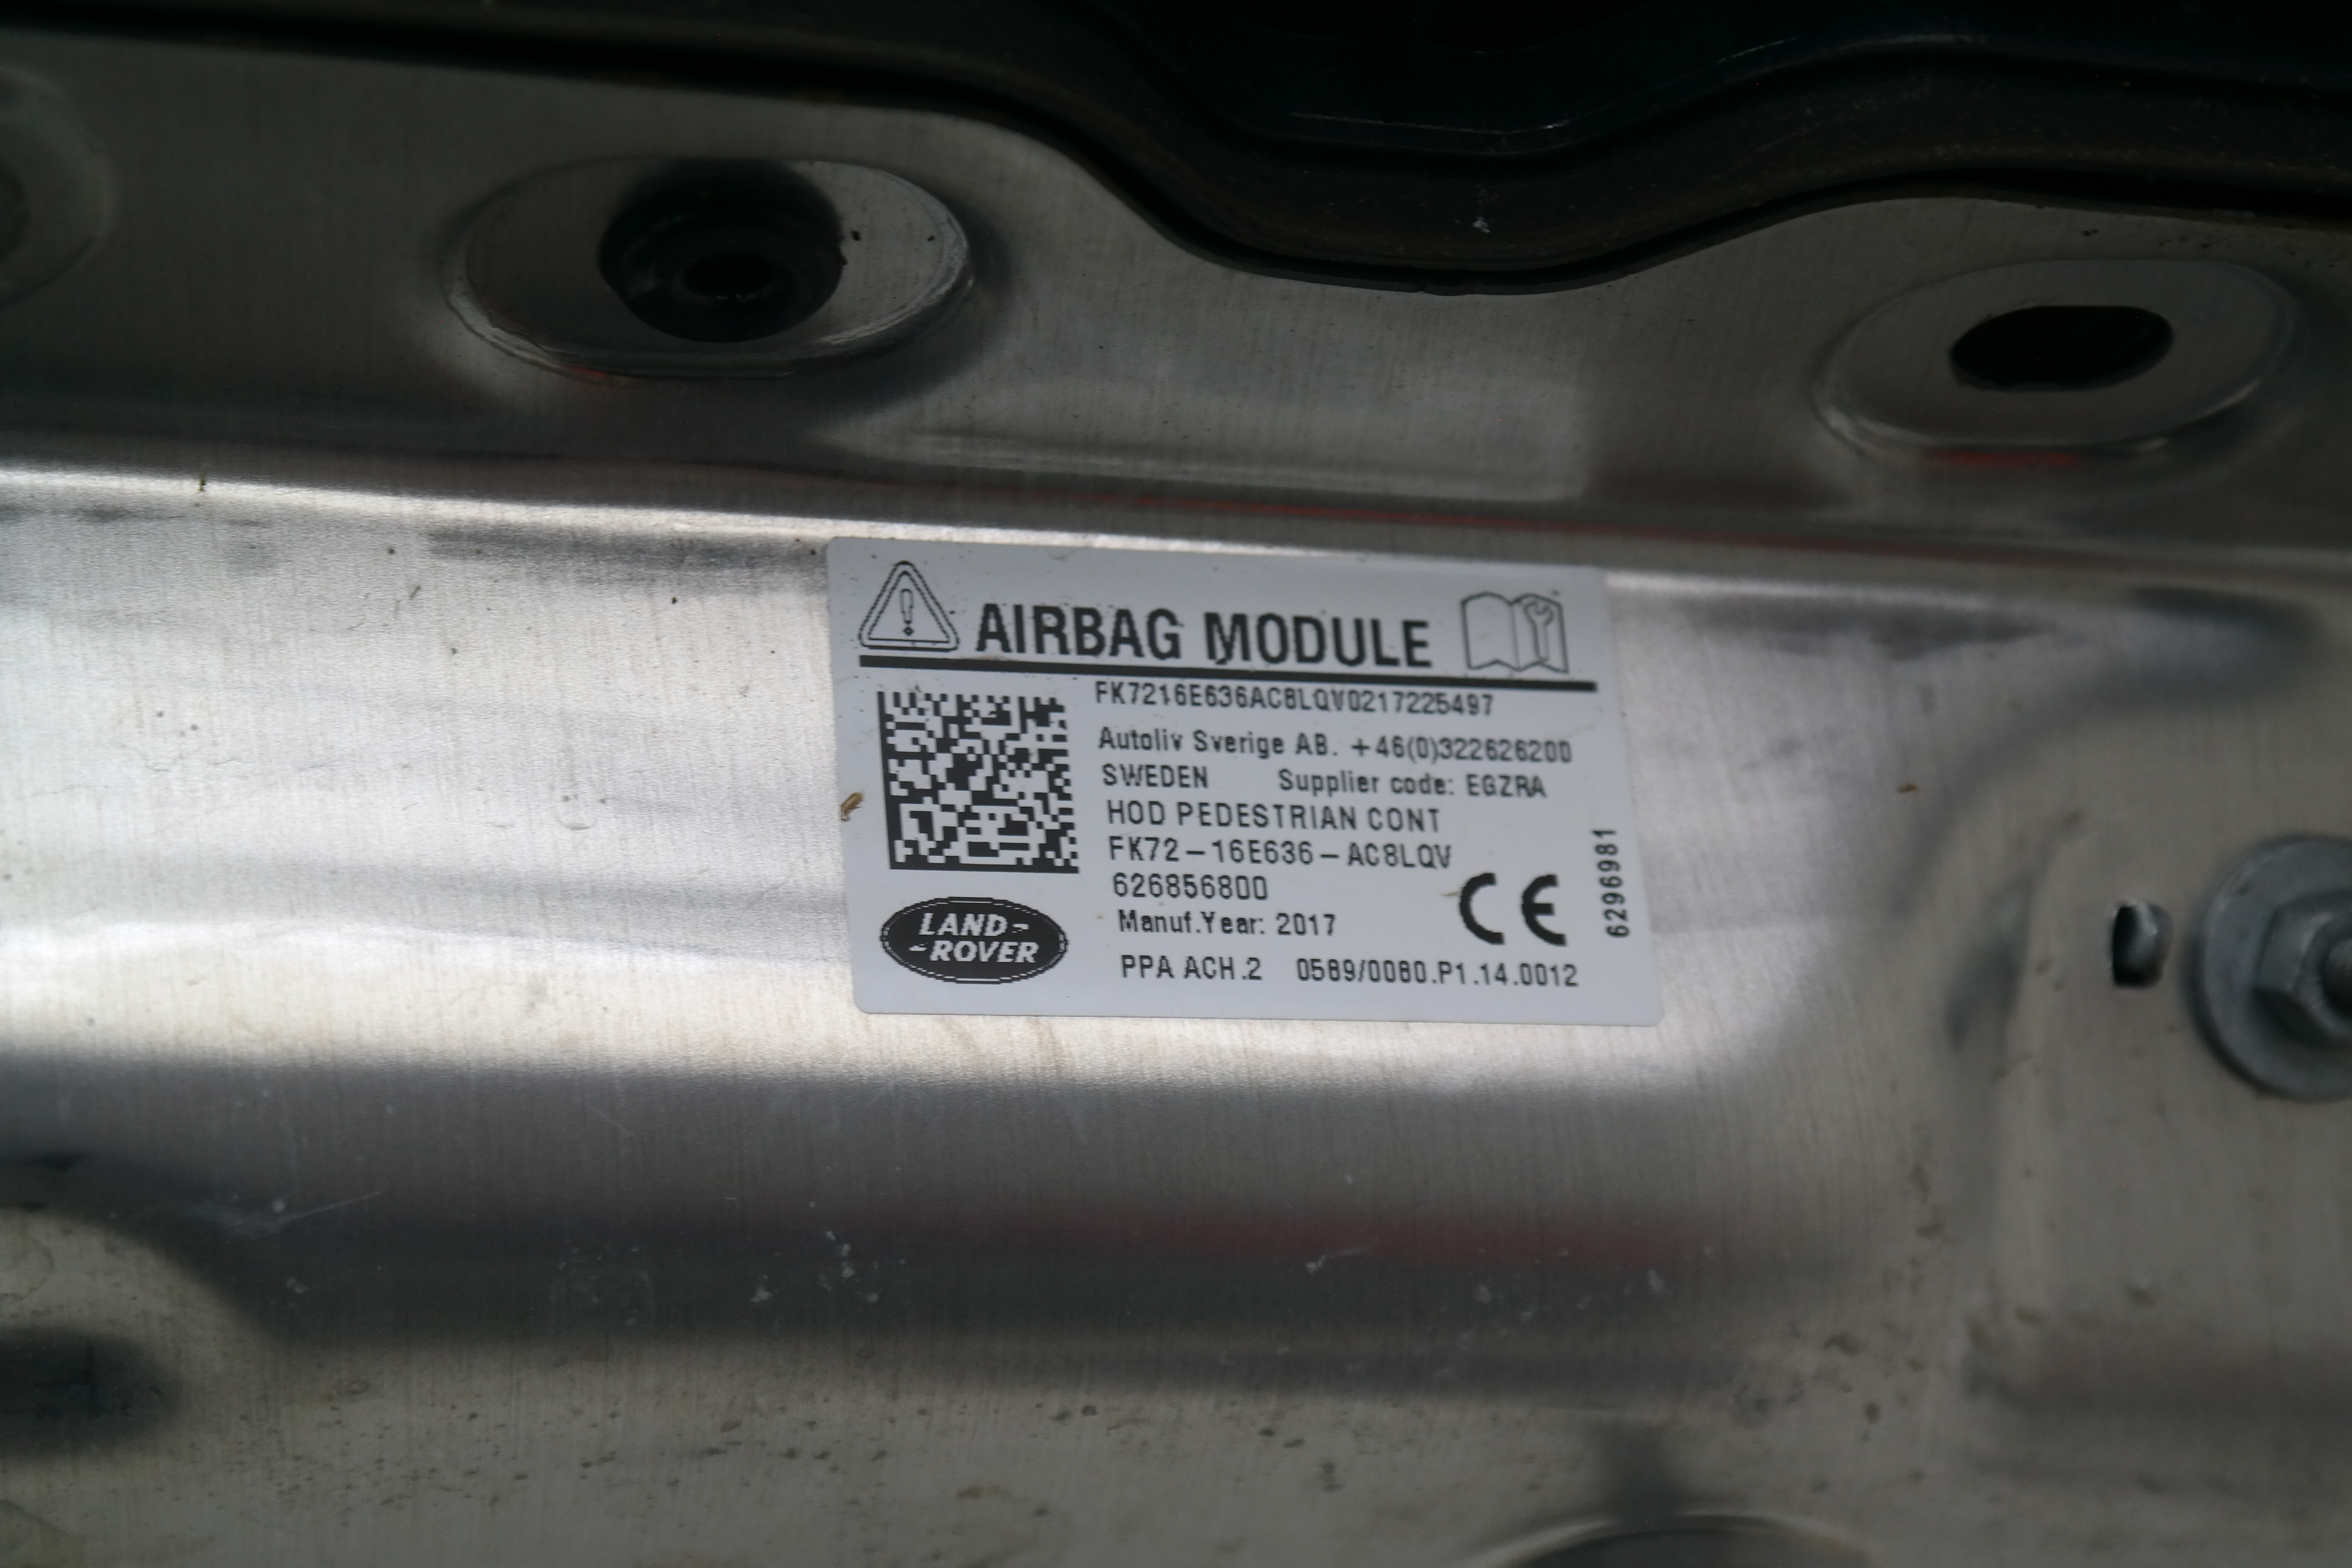 AIRBAG MODULE
FK7216E636AC8LQV0217225497
Autoliv Sverige AB. +46(0)322626200
SWEDEN Supplier code: EGZRA
HOD PEDESTRIAN CONT
FK72-16E636-AC8LQV
626856800
Manuf.Year: 2017
CE
6296981
LAND-
-ROVER
PPA ACH.2 0589/0080.P1.14.0012